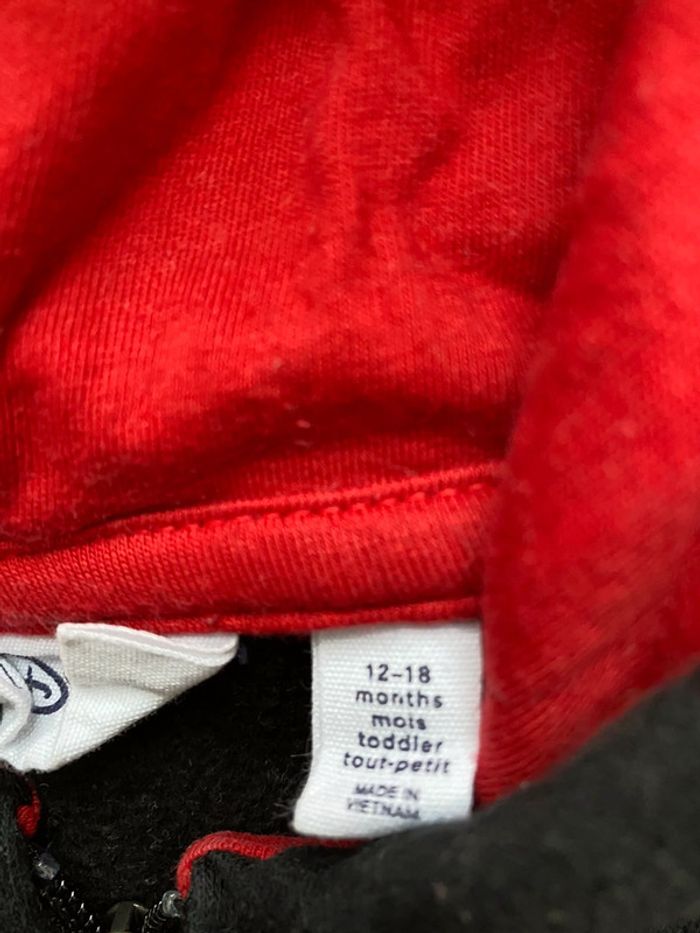 12-18
months
mois
toddler
tout-petit
MADE IN
VIETNAM